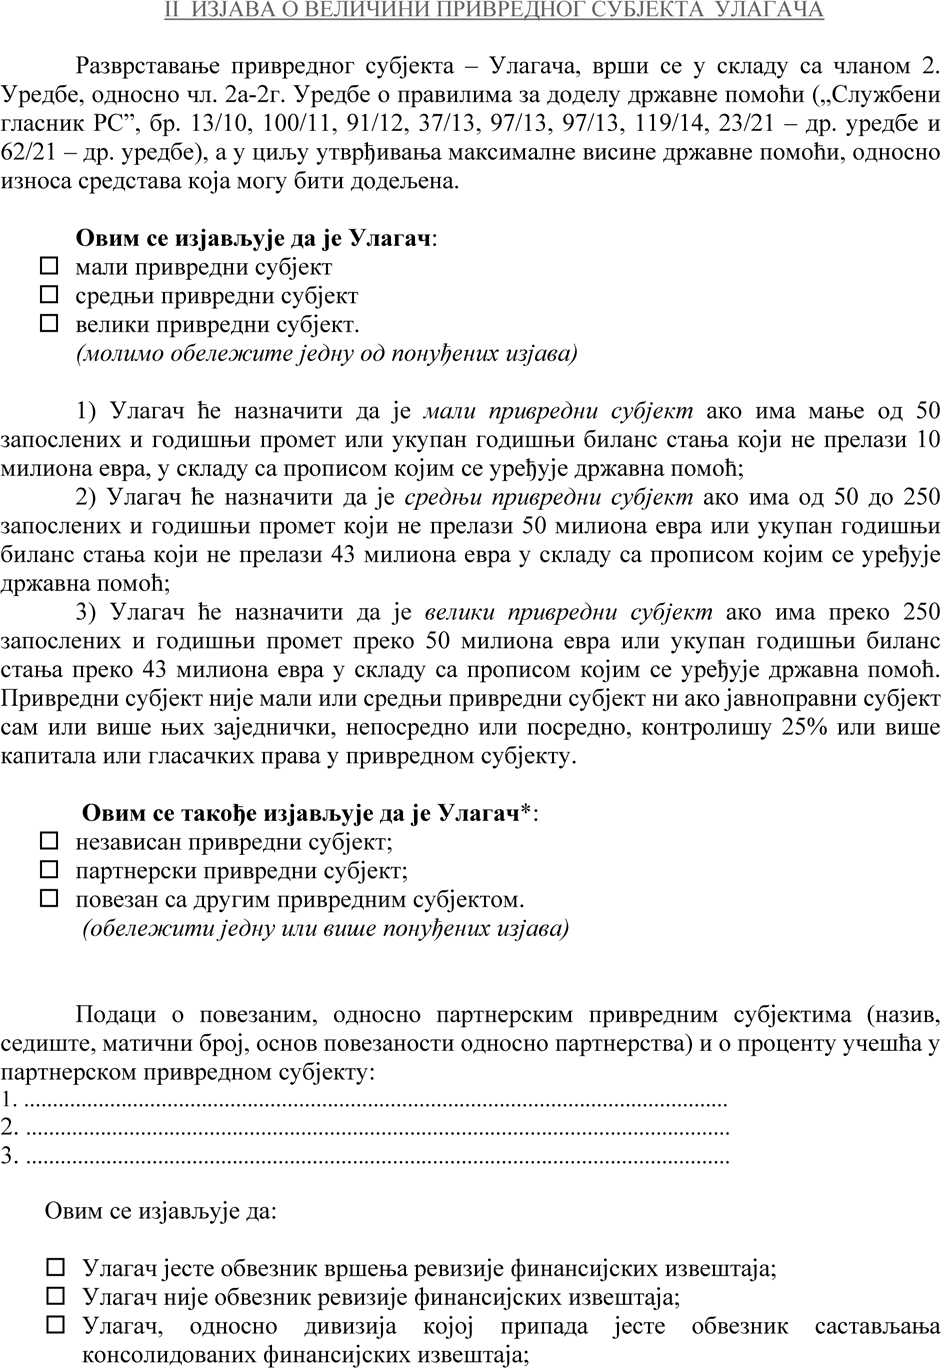 II ИЗЈАВА О ВЕЛИЧИНИ ПРИВРЕДНОГ СУБЈЕКТА УЛАГАЧА
Разврставање привредног субјекта – Улагача, врши се у складу са чланом 2.
Уредбе, односно чл. 2а-2г. Уредбе о правилима за доделу државне помоћи („Службени
гласник РС”, бр. 13/10, 100/11, 91/12, 37/13, 97/13, 97/13, 119/14, 23/21 – др. уредбе и
62/21 – др. уредбе), а у циљу утврђивања максималне висине државне помоћи, односно
износа средстава која могу бити додељена.
Овим се изјављује да је Улагач:
☐ мали привредни субјект
☐ средњи привредни субјект
☐ велики привредни субјект.
(молимо обележите једну од понуђених изјава)
1) Улагач ће назначити да је мали привредни субјект ако има мање од 50
запослених и годишњи промет или укупан годишњи биланс стања који не прелази 10
милиона евра, у складу са прописом којим се уређује државна помоћ;
2) Улагач ће назначити да је средњи привредни субјект ако има од 50 до 250
запослених и годишњи промет који не прелази 50 милиона евра или укупан годишњи
биланс стања који не прелази 43 милиона евра у складу са прописом којим се уређује
државна помоћ;
3) Улагач ће назначити да је велики привредни субјект ако има преко 250
запослених и годишњи промет преко 50 милиона евра или укупан годишњи биланс
стања преко 43 милиона евра у складу са прописом којим се уређује државна помоћ.
Привредни субјект није мали или средњи привредни субјект ни ако јавноправни субјект
сам или више њих заједнички, непосредно или посредно, контролишу 25% или више
капитала или гласачких права у привредном субјекту.
Овим се такође изјављује да је Улагач*:
☐ независан привредни субјект;
☐ партнерски привредни субјект;
☐ повезан са другим привредним субјектом.
(обележити једну или више понуђених изјава)
Подаци о повезаним, односно партнерским привредним субјектима (назив,
седиште, матични број, основ повезаности односно партнерства) и о проценту учешћа у
партнерском привредном субјекту:
1. ......................................................................................................................
2. ......................................................................................................................
3. ......................................................................................................................
Овим се изјављује да:
☐ Улагач јесте обвезник вршења ревизије финансијских извештаја;
☐ Улагач није обвезник ревизије финансијских извештаја;
☐ Улагач, односно дивизија којој припада јесте обвезник састављања
консолидованих финансијских извештаја;